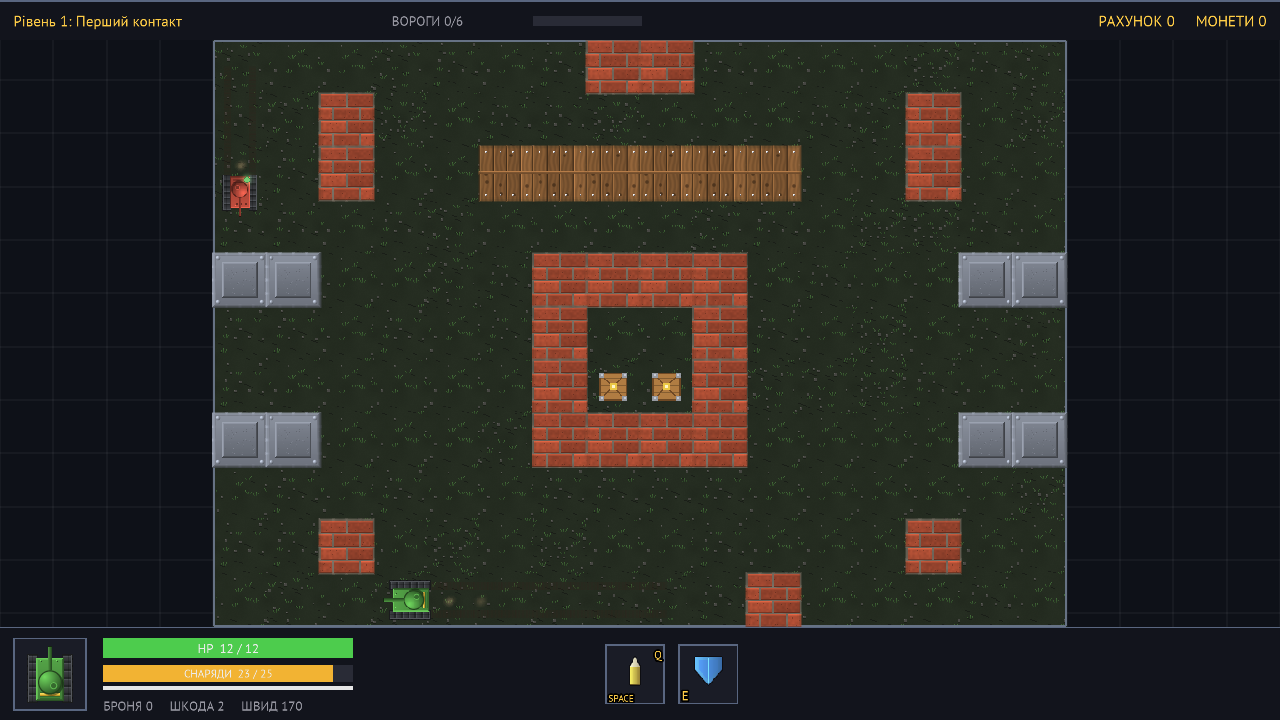 Рівень 1: Перший контакт
ВОРОГИ 0/6
РАХУНОК 0
МОНЕТИ 0
HP 12 / 12
СНАРЯДИ 23 / 25
БРОНЯ 0 ШКОДА 2 ШВИД 170
Q
SPACE
E